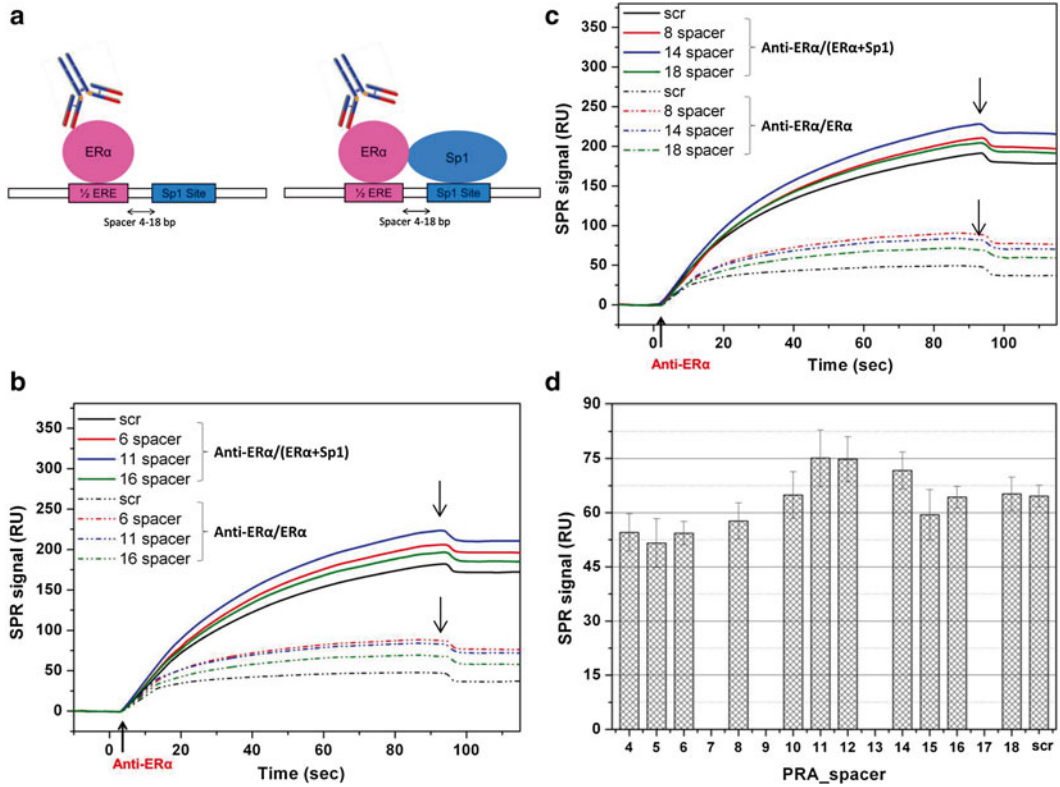 a
ERα
½ ERE
Sp1 Site
Spacer 4-18 bp
ERα
Sp1
½ ERE
Sp1 Site
Spacer 4-18 bp
b
SPR signal (RU)
350
300
250
200
150
100
50
0
scr
6 spacer
11 spacer
16 spacer
Anti-ERα/(ERα+Sp1)
scr
6 spacer
11 spacer
16 spacer
Anti-ERα/ERα
0 20 40 60 80 100
Anti-ERα
Time (sec)
c
SPR signal (RU)
350
300
250
200
150
100
50
0
scr
8 spacer
14 spacer
18 spacer
Anti-ERα/(ERα+Sp1)
scr
8 spacer
14 spacer
18 spacer
Anti-ERα/ERα
0 20 40 60 80 100
Anti-ERα
Time (sec)
d
SPR signal (RU)
90
75
60
45
30
15
0
4 5 6 7 8 9 10 11 12 13 14 15 16 17 18 scr
PRA_spacer